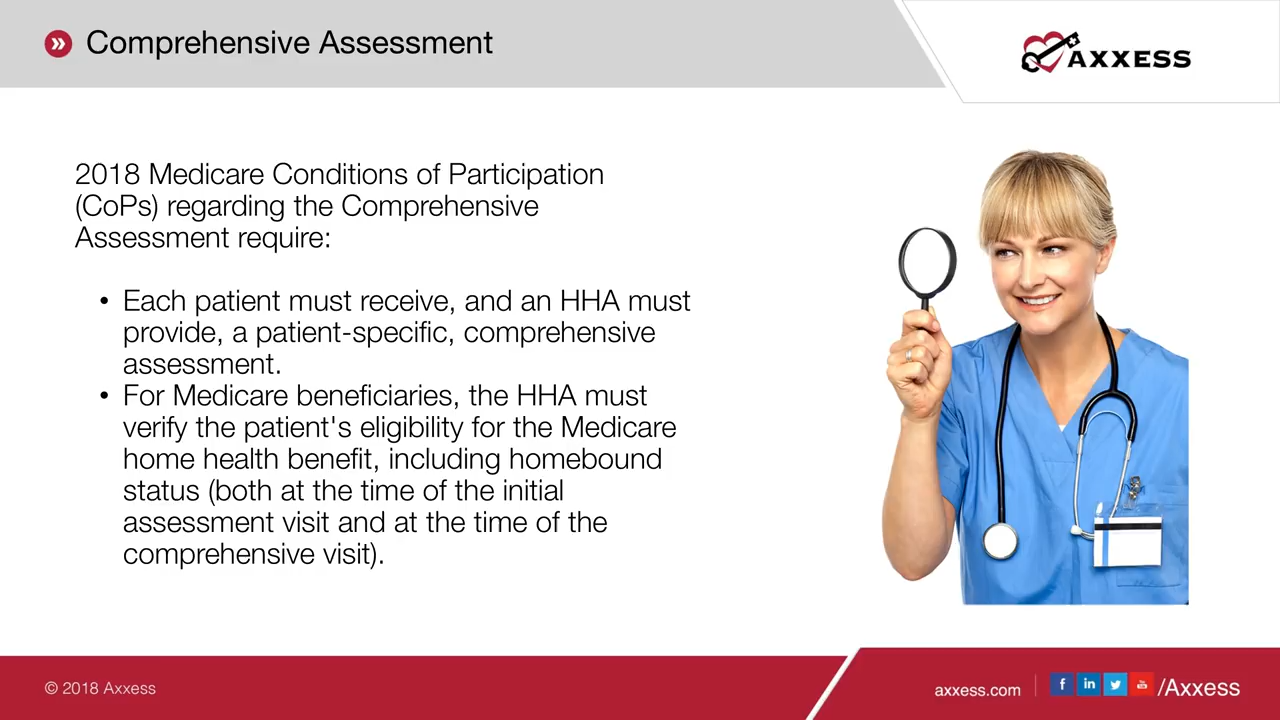 Comprehensive Assessment
AXXESS
2018 Medicare Conditions of Participation
(CoPs) regarding the Comprehensive
Assessment require:
• Each patient must receive, and an HHA must
provide, a patient-specific, comprehensive
assessment.
• For Medicare beneficiaries, the HHA must
verify the patient's eligibility for the Medicare
home health benefit, including homebound
status (both at the time of the initial
assessment visit and at the time of the
comprehensive visit).
© 2018 Axxess
axxess.com
/Axxess